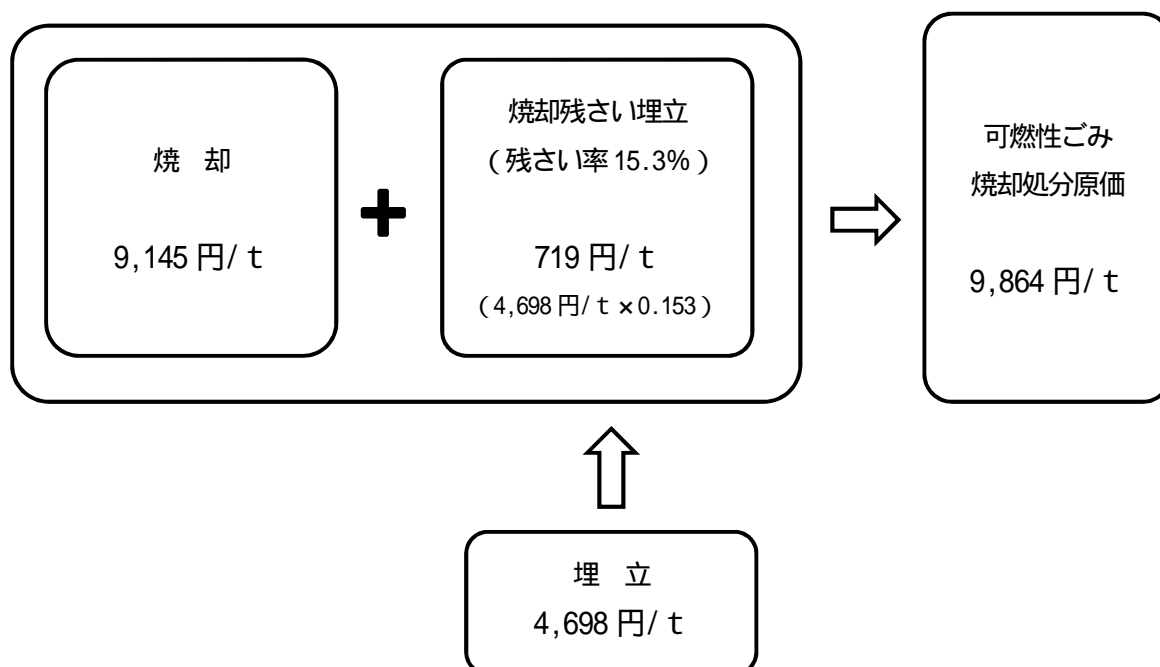 焼　却
9,145 円/ｔ
焼却残さい埋立
（残さい率 15.3%）
719 円/ｔ
（4,698 円/ｔ×0.153）
可燃性ごみ
焼却処分原価
9,864 円/ｔ
埋　立
4,698 円/ｔ